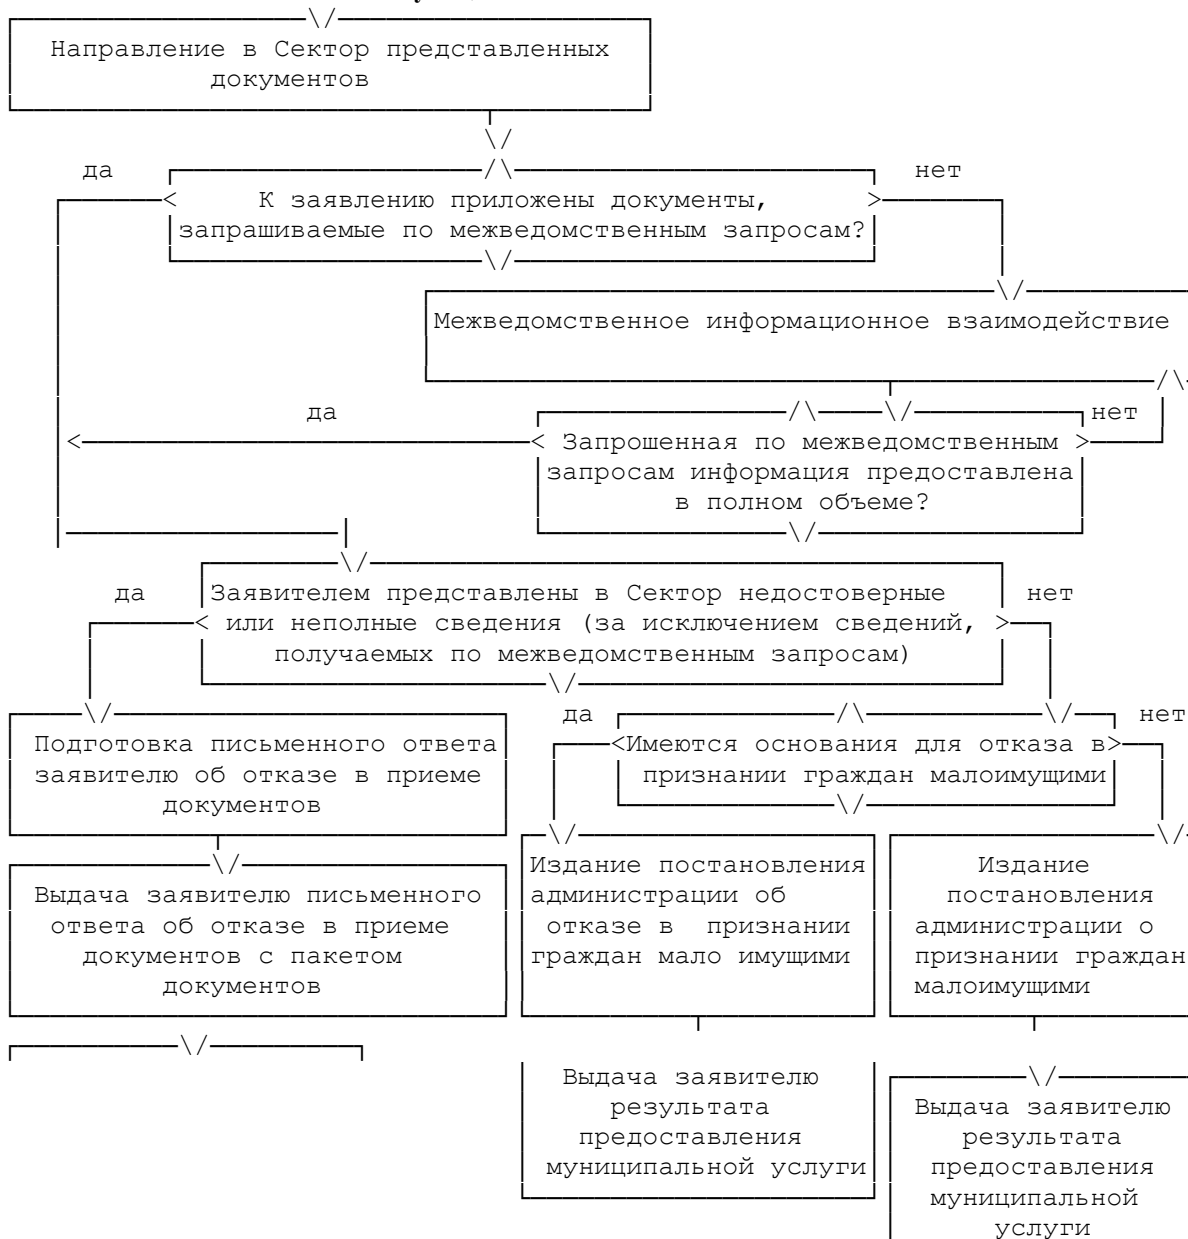 Направление в Сектор представленных
документов
да
нет
К заявлению приложены документы,
запрашиваемые по межведомственным запросам?
Межведомственное информационное взаимодействие
да
нет
Запрошенная по межведомственным
запросам информация предоставлена
в полном объеме?
да
нет
Заявителем представлены в Сектор недостоверные
или неполные сведения (за исключением сведений,
получаемых по межведомственным запросам)
Подготовка письменного ответа
заявителю об отказе в приеме
документов
да
нет
Имеются основания для отказа в
признании граждан малоимущими
Выдача заявителю письменного
ответа об отказе в приеме
документов с пакетом
документов
Издание постановления
администрации об
отказе в признании
граждан мало имущими
Издание
постановления
администрации о
признании граждан
малоимущими
Выдача заявителю
результата
предоставления
муниципальной услуги
Выдача заявителю
результата
предоставления
муниципальной
услуги